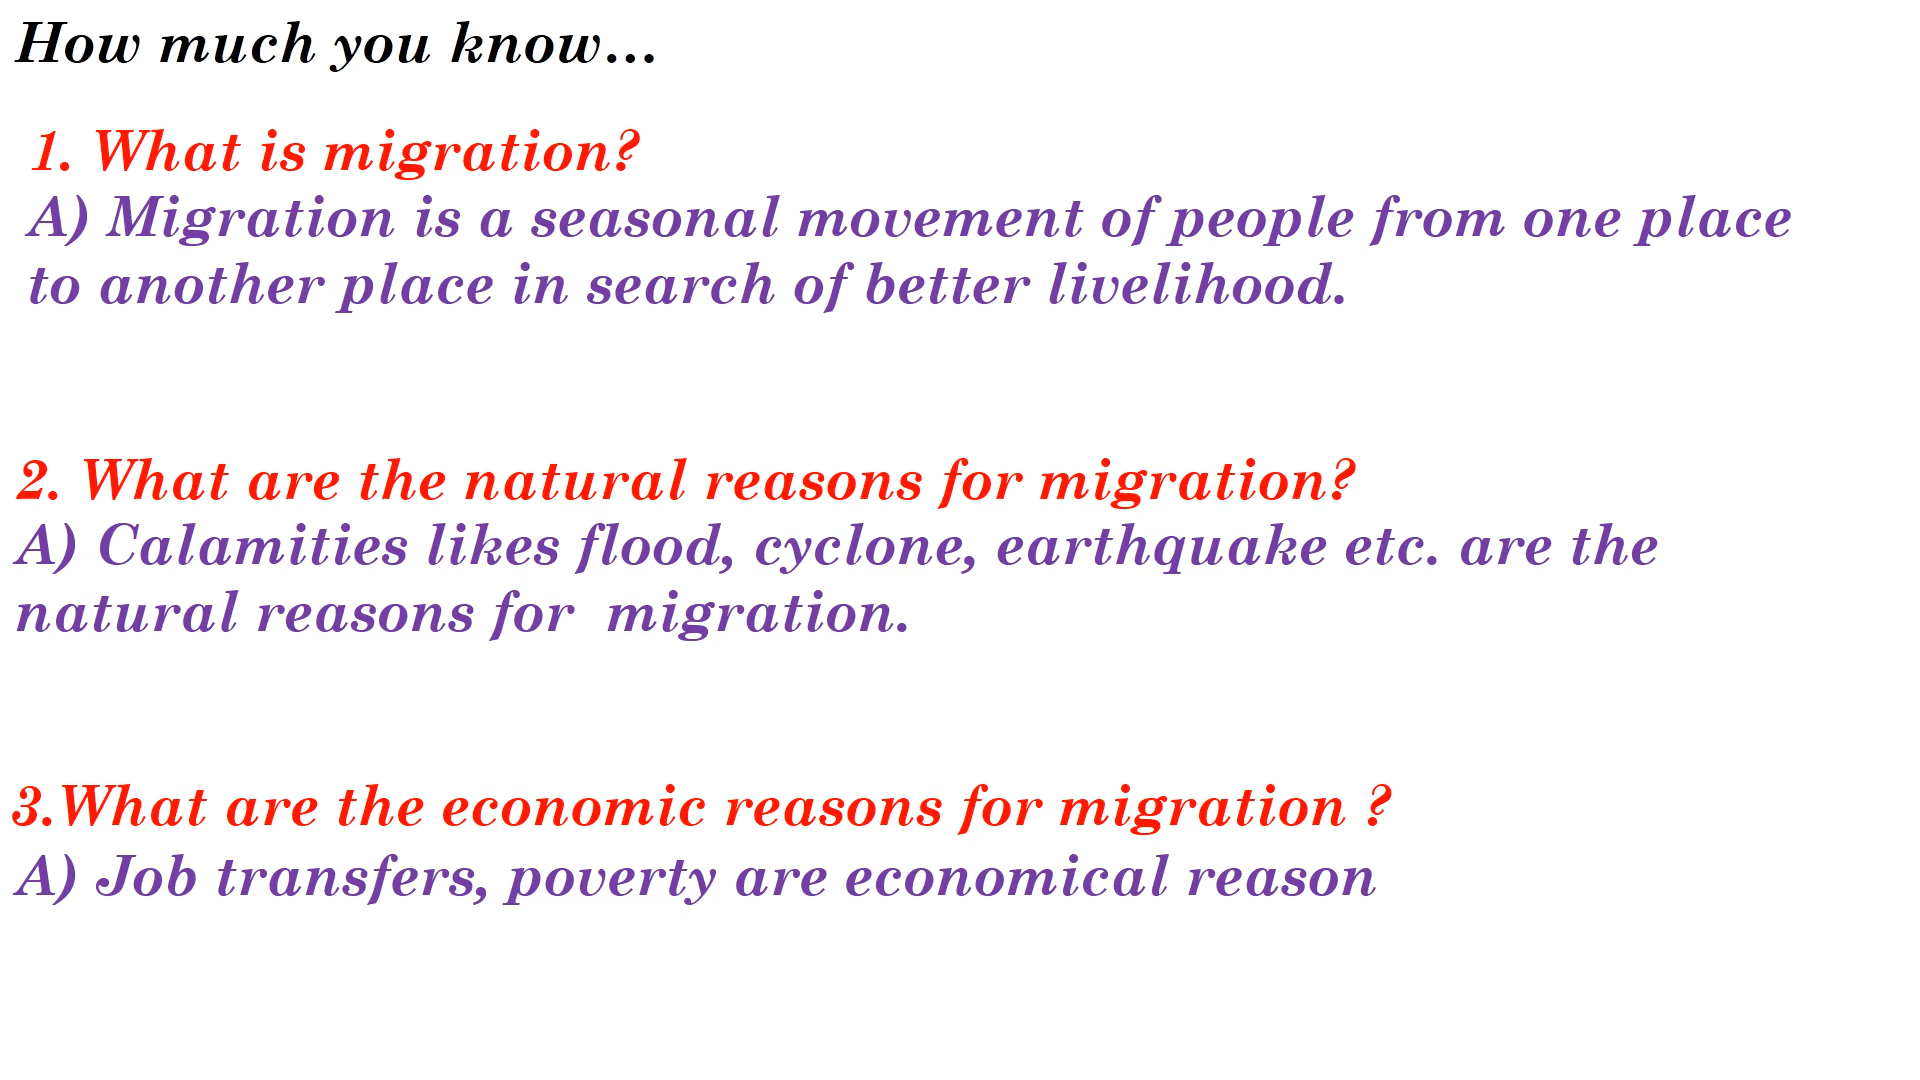 How much you know...
1. What is migration?
A) Migration is a seasonal movement of people from one place
to another place in search of better livelihood.
2. What are the natural reasons for migration?
A) Calamities likes flood, cyclone, earthquake etc. are the
natural reasons for  migration.
3.What are the economic reasons for migration ?
A) Job transfers, poverty are economical reason